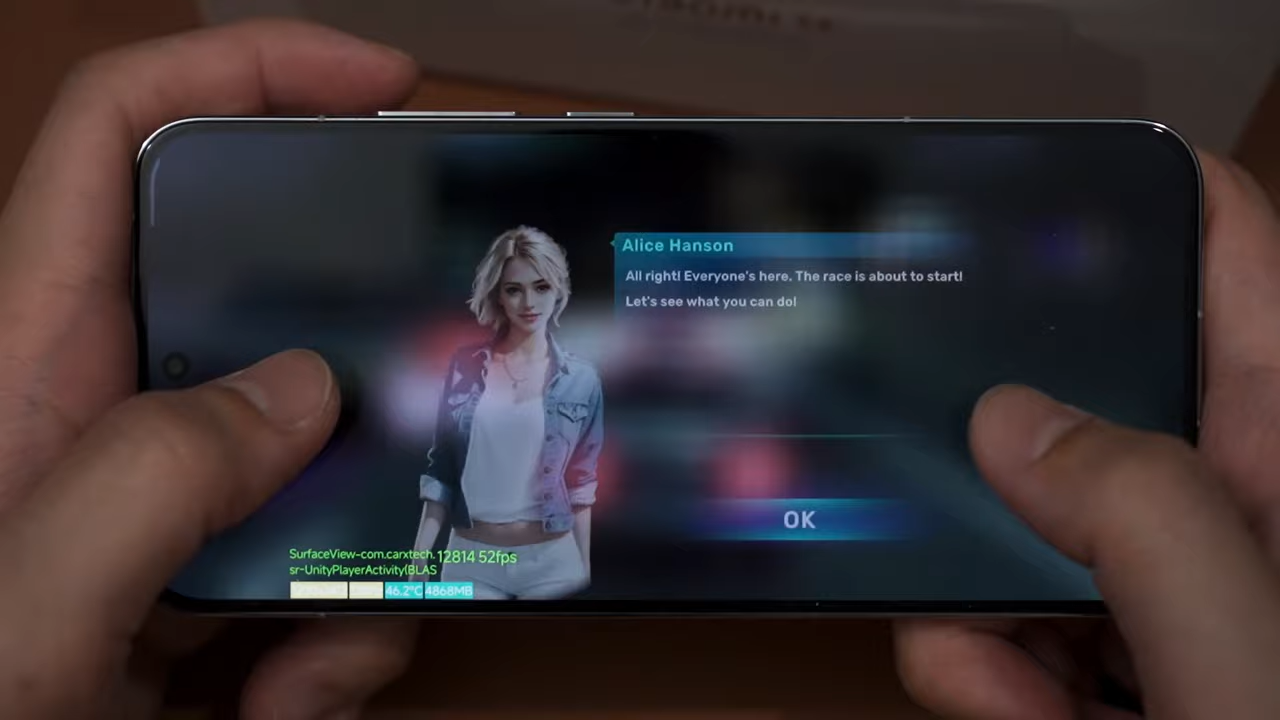 Alice Hanson
All right! Everyone's here. The race is about to start!
Let's see what you can do!
OK
SurfaceView-com.carxtech. 12814 52fps
sr-UnityPlayerActivity(BLAS
46.2°C 4868MB